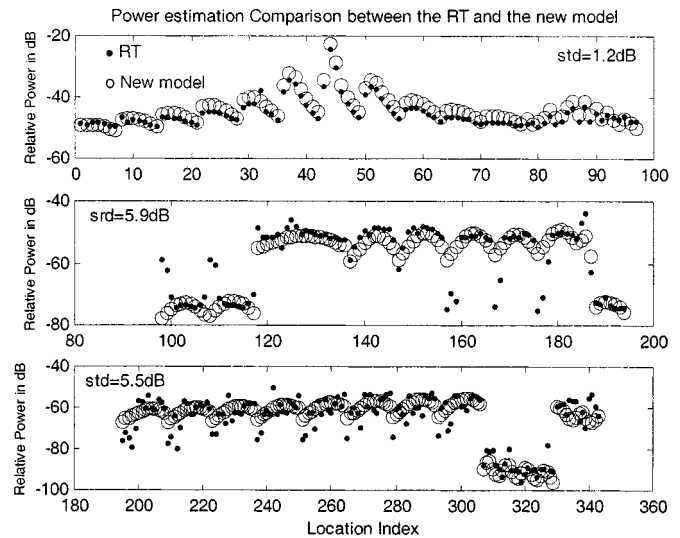 Power estimation Comparison between the RT and the new model
-20
RT
std=1.2dB
New model
Relative Power in dB
-40
-60
0 10 20 30 40 50 60 70 80 90 100
-40
srd=5.9dB
Relative Power in dB
-60
-80
80 100 120 140 160 180 200
-40
std=5.5dB
Relative Power in dB
-60
-80
-100
180 200 220 240 260 280 300 320 340 360
Location Index